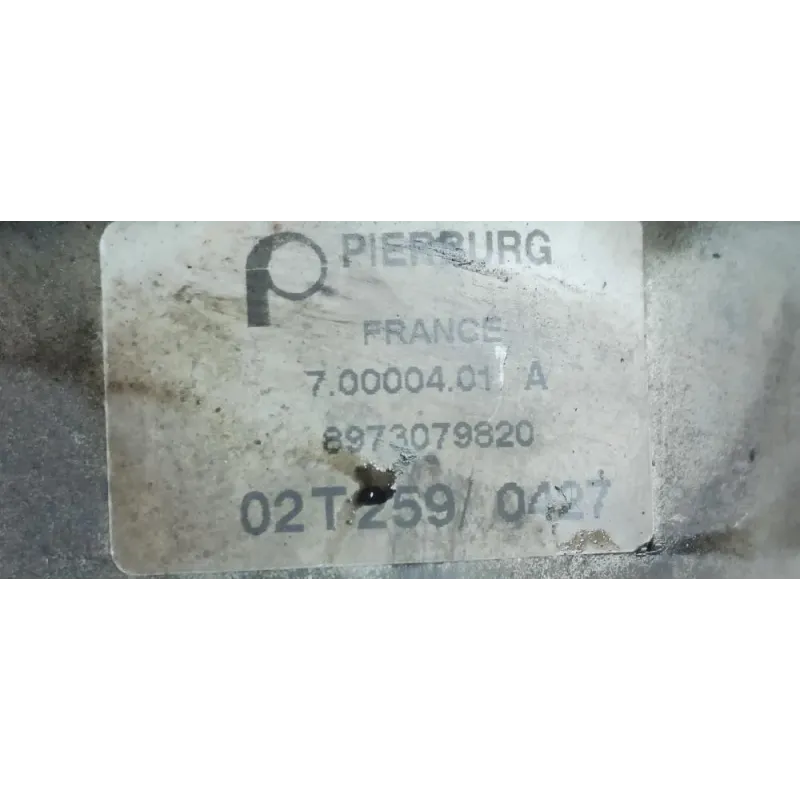 PIERBURG
FRANCE
7.00004.01 A
8973079820
02T259/ 0427